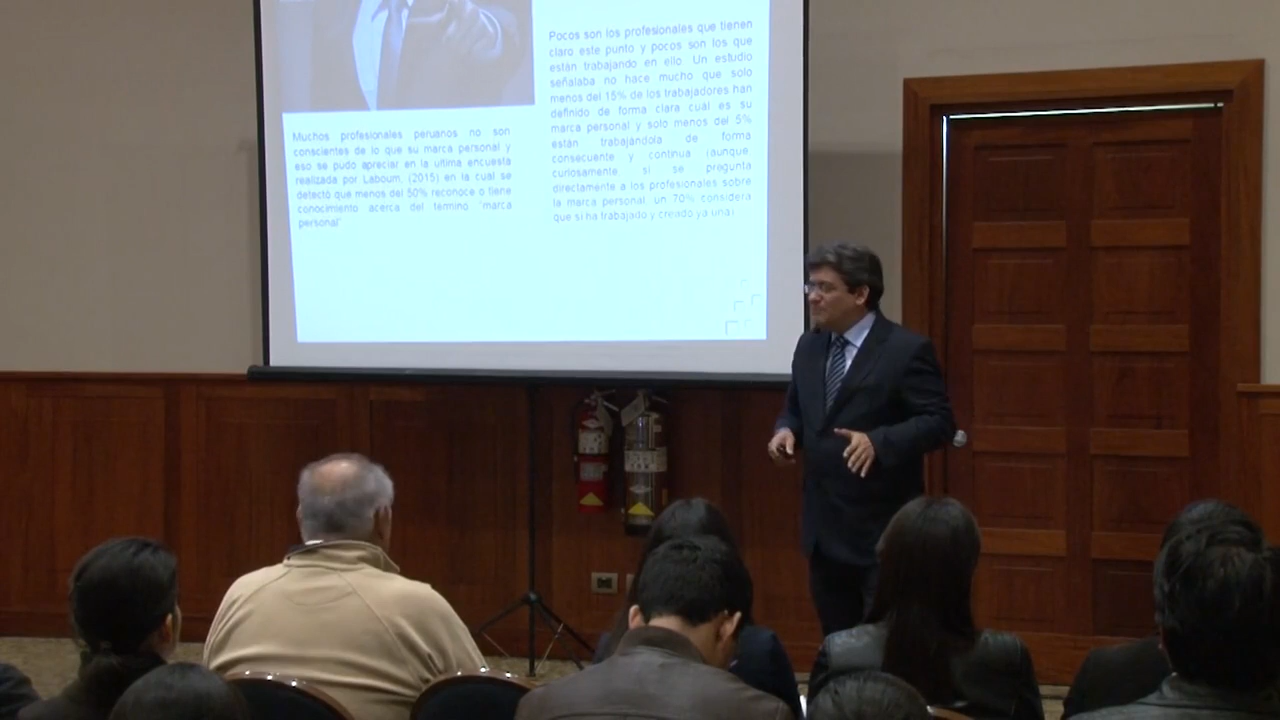 Muchos profesionales peruanos no son
conscientes de lo que su marca personal y
eso se pudo apreciar en la ultima encuesta
realizada por Laboum, (2015) en la cual se
detectó que menos del 50% reconoce o tiene
conocimiento acerca del termino "marca
personal"
Pocos son los profesionales que tienen
claro este punto y pocos son los que
están trabajando en ello. Un estudio
señalaba no hace mucho que solo
menos del 15% de los trabajadores han
definido de forma clara cuál es su
marca personal y solo menos del 5%
están trabajándola de forma
consecuente y continua (aunque,
curiosamente si se pregunta
directamente a los profesionales sobre
la marca personal, un 70% considera
que si ha trabajado y creado ya una).